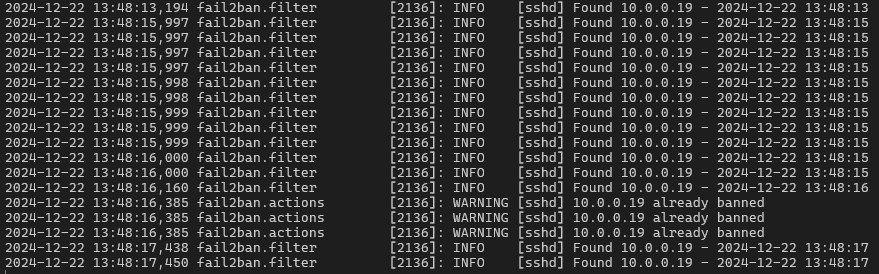 2024-12-22 13:48:13,194 fail2ban.filter         [2136]: INFO    [sshd] Found 10.0.0.19 - 2024-12-22 13:48:13
2024-12-22 13:48:15,997 fail2ban.filter         [2136]: INFO    [sshd] Found 10.0.0.19 - 2024-12-22 13:48:15
2024-12-22 13:48:15,997 fail2ban.filter         [2136]: INFO    [sshd] Found 10.0.0.19 - 2024-12-22 13:48:15
2024-12-22 13:48:15,997 fail2ban.filter         [2136]: INFO    [sshd] Found 10.0.0.19 - 2024-12-22 13:48:15
2024-12-22 13:48:15,997 fail2ban.filter         [2136]: INFO    [sshd] Found 10.0.0.19 - 2024-12-22 13:48:15
2024-12-22 13:48:15,998 fail2ban.filter         [2136]: INFO    [sshd] Found 10.0.0.19 - 2024-12-22 13:48:15
2024-12-22 13:48:15,998 fail2ban.filter         [2136]: INFO    [sshd] Found 10.0.0.19 - 2024-12-22 13:48:15
2024-12-22 13:48:15,999 fail2ban.filter         [2136]: INFO    [sshd] Found 10.0.0.19 - 2024-12-22 13:48:15
2024-12-22 13:48:15,999 fail2ban.filter         [2136]: INFO    [sshd] Found 10.0.0.19 - 2024-12-22 13:48:15
2024-12-22 13:48:15,999 fail2ban.filter         [2136]: INFO    [sshd] Found 10.0.0.19 - 2024-12-22 13:48:15
2024-12-22 13:48:16,000 fail2ban.filter         [2136]: INFO    [sshd] Found 10.0.0.19 - 2024-12-22 13:48:15
2024-12-22 13:48:16,000 fail2ban.filter         [2136]: INFO    [sshd] Found 10.0.0.19 - 2024-12-22 13:48:15
2024-12-22 13:48:16,160 fail2ban.filter         [2136]: INFO    [sshd] Found 10.0.0.19 - 2024-12-22 13:48:16
2024-12-22 13:48:16,385 fail2ban.actions        [2136]: WARNING [sshd] 10.0.0.19 already banned
2024-12-22 13:48:16,385 fail2ban.actions        [2136]: WARNING [sshd] 10.0.0.19 already banned
2024-12-22 13:48:16,385 fail2ban.actions        [2136]: WARNING [sshd] 10.0.0.19 already banned
2024-12-22 13:48:17,438 fail2ban.filter         [2136]: INFO    [sshd] Found 10.0.0.19 - 2024-12-22 13:48:17
2024-12-22 13:48:17,450 fail2ban.filter         [2136]: INFO    [sshd] Found 10.0.0.19 - 2024-12-22 13:48:17